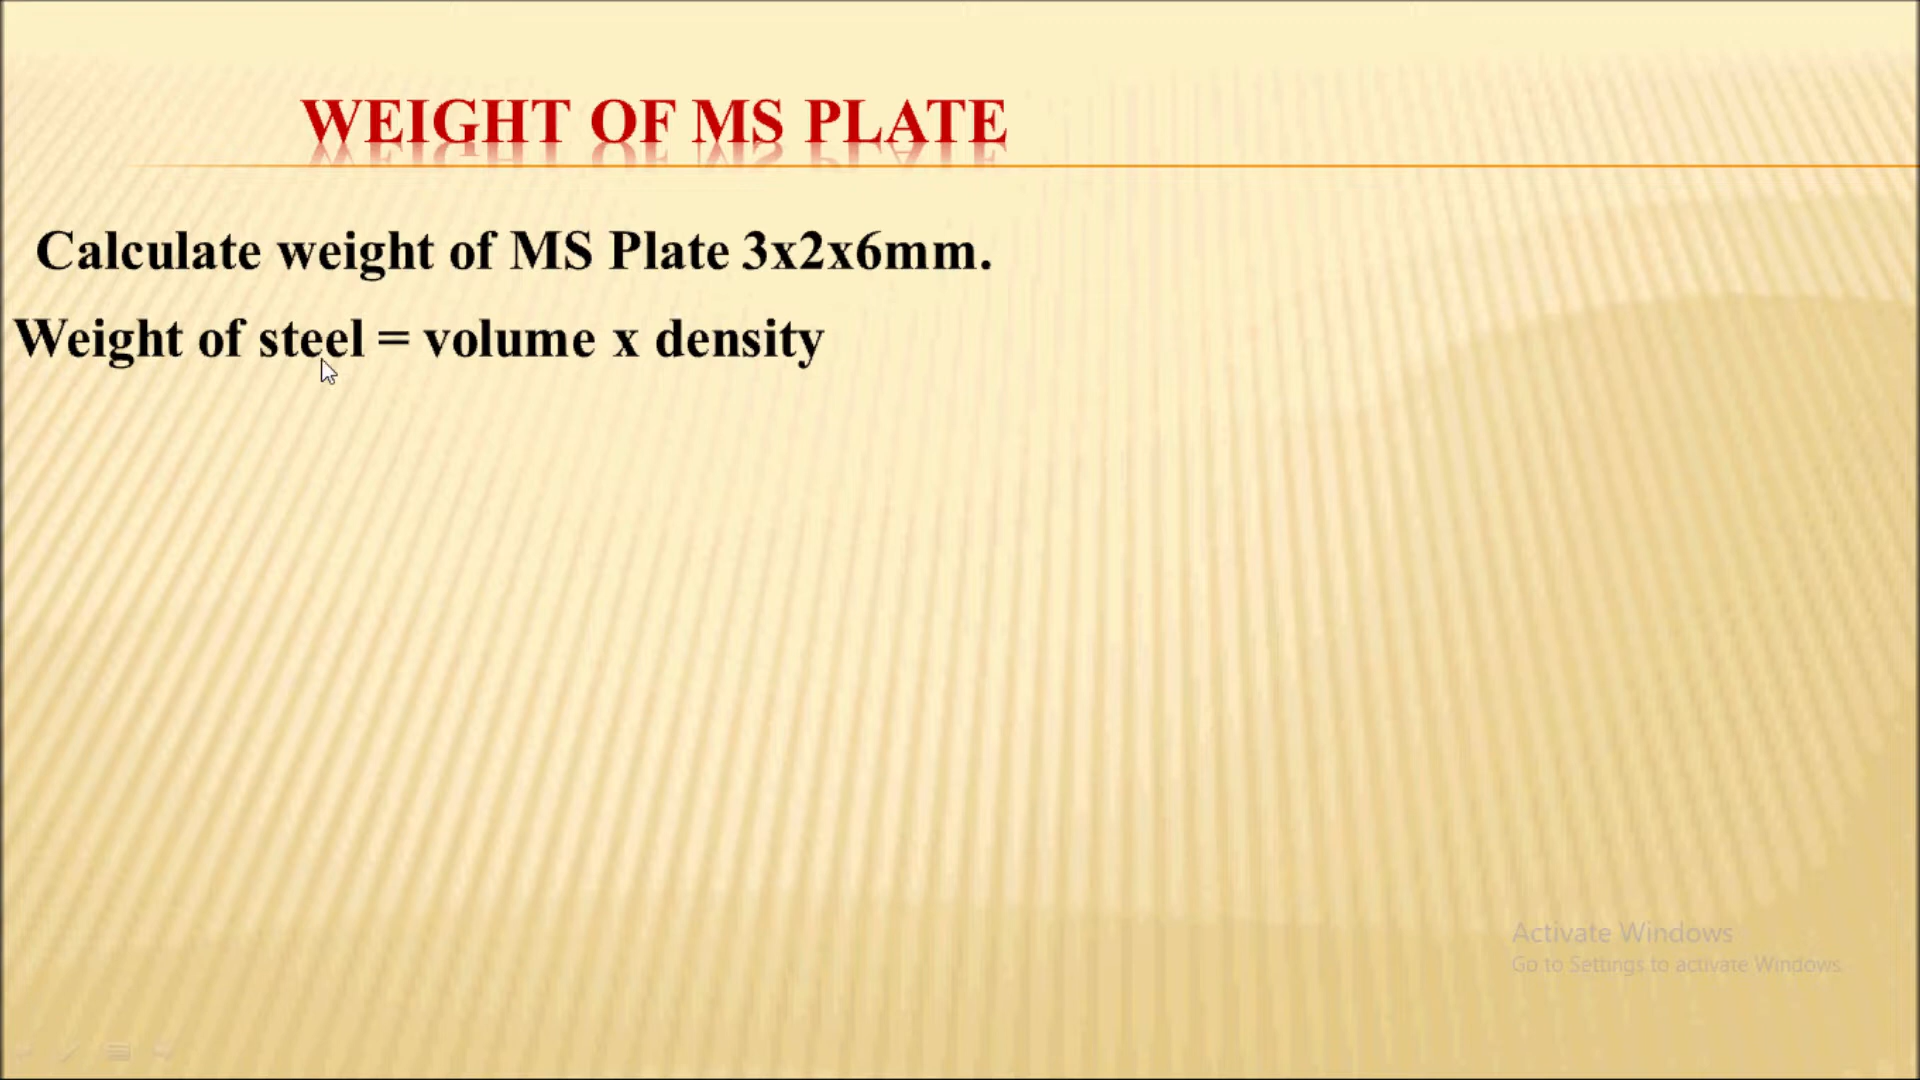 WEIGHT OF MS PLATE
Calculate weight of MS Plate 3x2x6mm.
Weight of steel = volume x density
Activate Windows
Go to Settings to activate Windows.